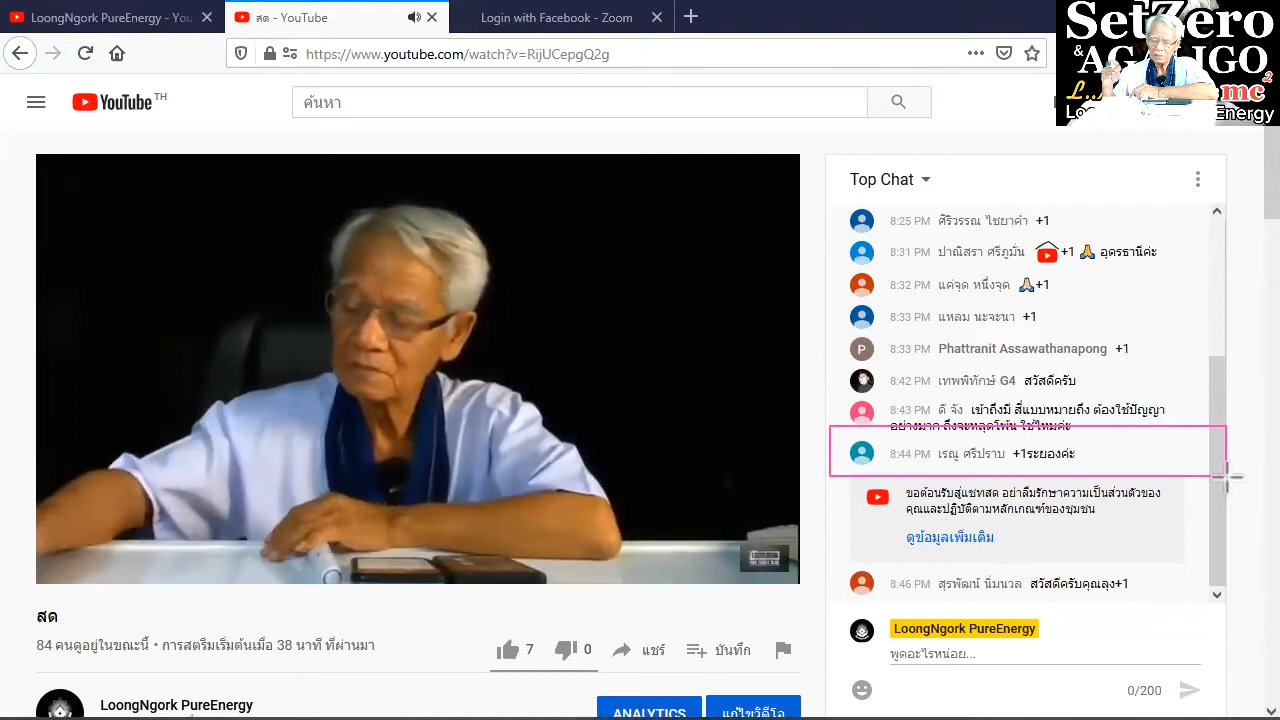 LoongNgork PureEnergy - You
สด - YouTube
Login with Facebook - Zoom
https://www.youtube.com/watch?v=RijUCepgQ2g
SetZero
&
mc²
YouTube TH
ค้นหา
Top Chat
8:25 PM ศิริวรรณ ไชยาคำ +1
8:31 PM ปาณิสรา ศรีภูมั่น +1 🙏 อุดรธานีค่ะ
8:32 PM แค่จุด หนึ่งจุด 🙏+1
8:33 PM แหลม นะจะนา +1
P 8:33 PM Phattranit Assawathanapong +1
8:42 PM เทพพิทักษ์ G4 สวัสดีครับ
8:43 PM ดี จัง เข้าถึงมี สี่แบบหมายถึง ต้องใช้ปัญญา
อย่างมาก ถึงจะหลุดโพ้น ใช่ไหมค่ะ
8:44 PM เรณู ศรีปราบ +1ระยองค่ะ
ขอต้อนรับสู่แชทสด อย่าลืมรักษาความเป็นส่วนตัวของ
คุณและปฏิบัติตามหลักเกณฑ์ของชุมชน
ดูข้อมูลเพิ่มเติม
8:46 PM สุรพัฒน์ นิ่มนวล สวัสดีครับคุณลุง+1
สด
84 คนดูอยู่ในขณะนี้ • การสตรีมเริ่มต้นเมื่อ 38 นาที ที่ผ่านมา
7 0 แชร์ บันทึก
LoongNgork PureEnergy
พูดอะไรหน่อย...
0/200
LoongNgork PureEnergy
ANALYTICS แก้ไขวิดีโอ